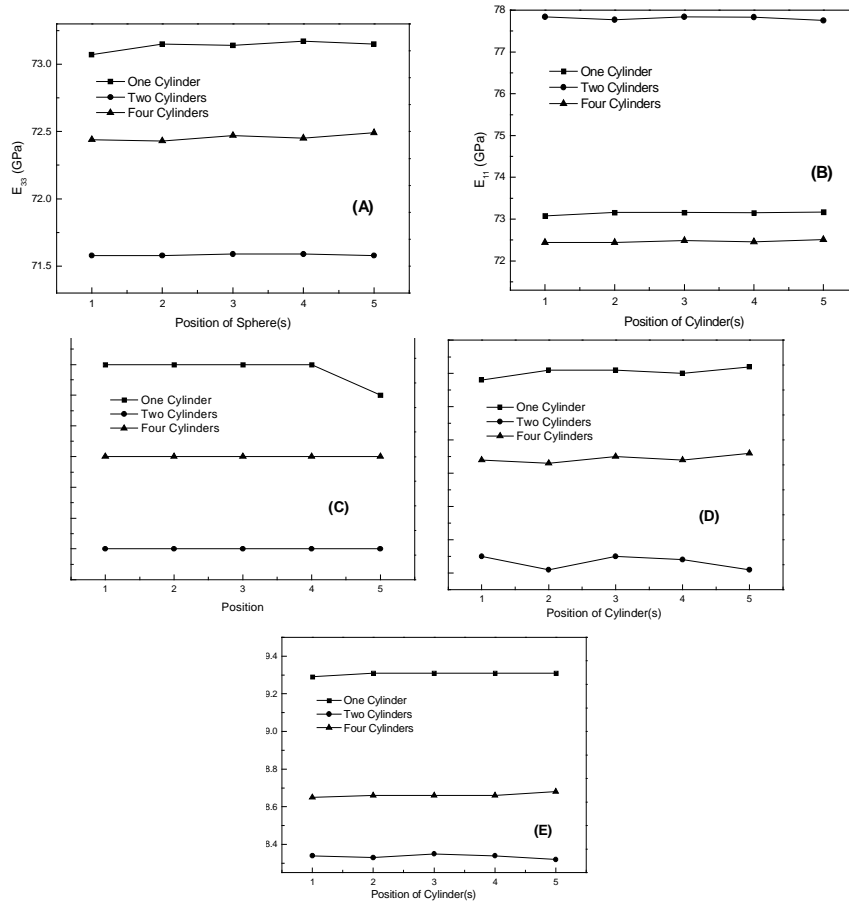 73.0
72.5
72.0
71.5
E33 (GPa)
One Cylinder
Two Cylinders
Four Cylinders
(A)
1 2 3 4 5
Position of Sphere(s)
78
77
76
75
74
73
72
E11 (GPa)
One Cylinder
Two Cylinders
Four Cylinders
(B)
1 2 3 4 5
Position of Cylinder(s)
One Cylinder
Two Cylinders
Four Cylinders
(C)
1 2 3 4 5
Position
One Cylinder
Two Cylinders
Four Cylinders
(D)
1 2 3 4 5
Position of Cylinder(s)
9.4
9.2
9.1
8.8
8.6
8.4
One Cylinder
Two Cylinders
Four Cylinders
(E)
1 2 3 4 5
Position of Cylinder(s)